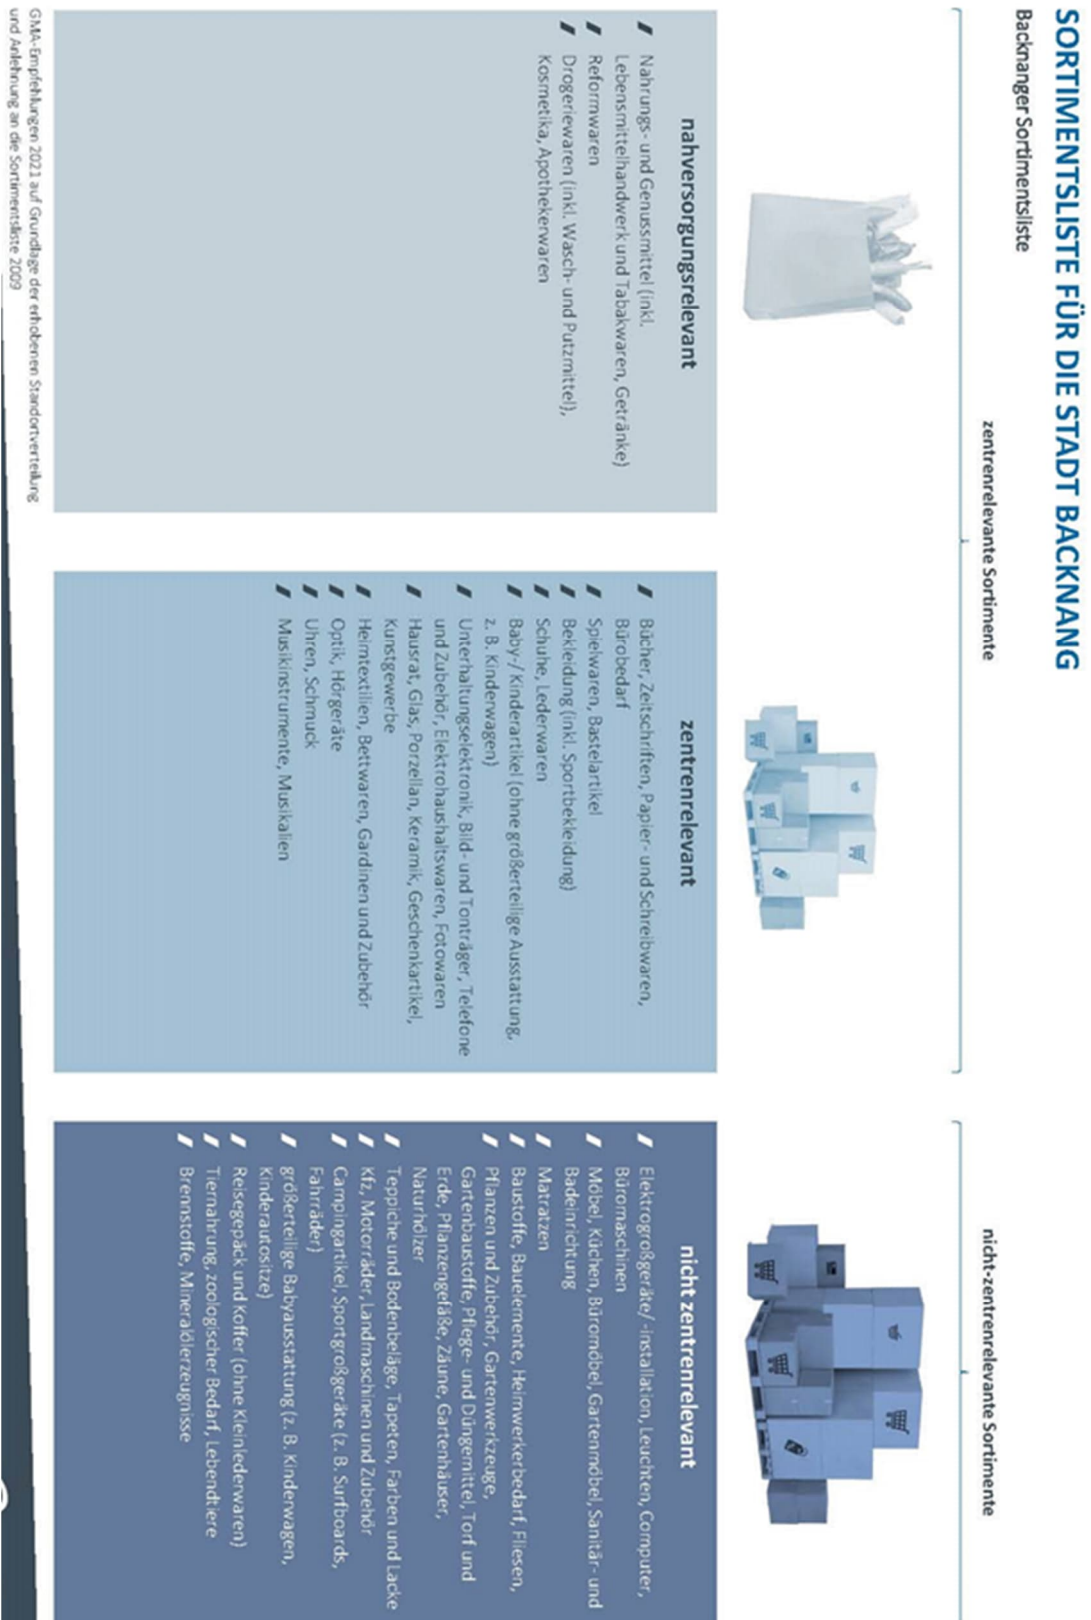 SORTIMENTSLISTE FÜR DIE STADT BACKNANG
Backnanger Sortimentsliste
zentrenrelevante Sortimente
nicht-zentrenrelevante Sortimente
nahversorgungsrelevant
Nahrungs- und Genussmittel (inkl.
Lebensmittelhandwerk und Tabakwaren, Getränke)
Reformwaren
Drogeriewaren (inkl. Wasch- und Putzmittel),
Kosmetika, Apothekerwaren
zentrenrelevant
Bücher, Zeitschriften, Papier- und Schreibwaren,
Bürobedarf
Spielwaren, Bastelartikel
Bekleidung (inkl. Sportbekleidung)
Schuhe, Lederwaren
Baby-/ Kinderartikel (ohne größerteilige Ausstattung,
z. B. Kinderwagen)
Unterhaltungselektronik, Bild- und Tonträger, Telefone
und Zubehör, Elektrohaushaltswaren, Fotowaren
Hausrat, Glas, Porzellan, Keramik, Geschenkartikel,
Kunstgewerbe
Heimtextilien, Bettwaren, Gardinen und Zubehör
Optik, Hörgeräte
Uhren, Schmuck
Musikinstrumente, Musikalien
nicht zentrenrelevant
Elektrogroßgeräte/ -installation, Leuchten, Computer,
Büromaschinen
Möbel, Küchen, Büromöbel, Gartenmöbel, Sanitär- und
Badeinrichtung
Matratzen
Baustoffe, Bauelemente, Heimwerkerbedarf, Fliesen,
Pflanzen und Zubehör, Gartenwerkzeuge,
Gartenbaustoffe, Pflege- und Düngemittel, Torf und
Erde, Pflanzengefäße, Zäune, Gartenhäuser,
Naturhölzer
Teppiche und Bodenbeläge, Tapeten, Farben und Lacke
Kfz, Motorräder, Landmaschinen und Zubehör
Campingartikel, Sportgroßgeräte (z. B. Surfboards,
Fahrräder)
größerteilige Babyausstattung (z. B. Kinderwagen,
Kinderautositze)
Reisegepäck und Koffer (ohne Kleinlederwaren)
Tiernahrung, zoologischer Bedarf, Lebendtiere
Brennstoffe, Mineralölerzeugnisse
GMA-Empfehlungen 2021 auf Grundlage der erhobenen Standortverteilung
und Anlehnung an die Sortimentsliste 2009